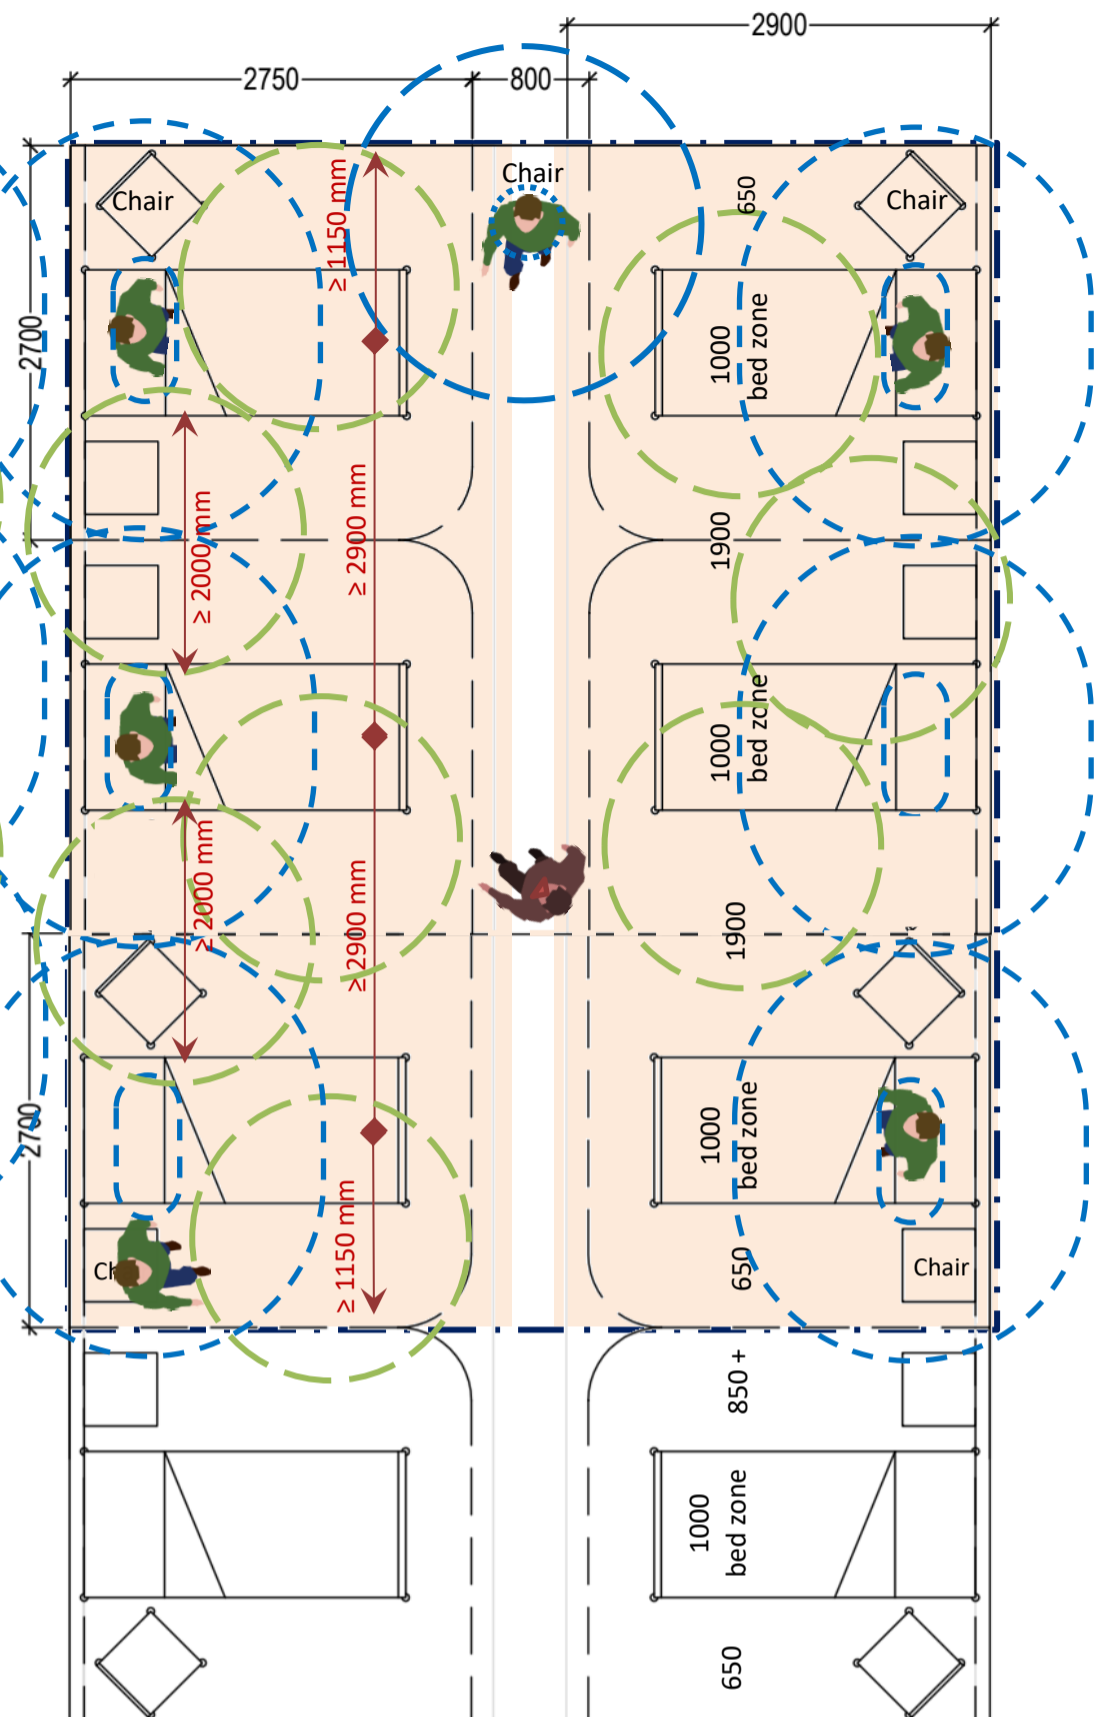 2900
2750
800
Chair
Chair
Chair
650
≥ 1150 mm
2700
1000
bed zone
≥ 2000 mm
≥ 2900 mm
1900
1000
bed zone
≥ 2000 mm
≥2900 mm
1900
2700
1000
bed zone
≥ 1150 mm
650
Ch
Chair
850 +
1000
bed zone
650